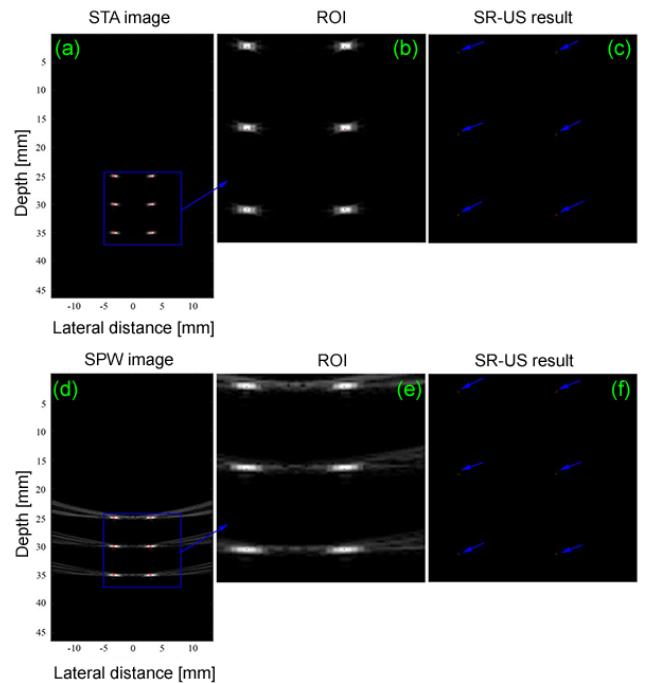 STA image
ROI
SR-US result
(a)
(b)
(c)
Depth [mm]
5
10
15
20
25
30
35
40
45
-10
-5
0
5
10
Lateral distance [mm]
SPW image
ROI
SR-US result
(d)
(e)
(f)
Depth [mm]
5
10
15
20
25
30
35
40
45
-10
-5
0
5
10
Lateral distance [mm]